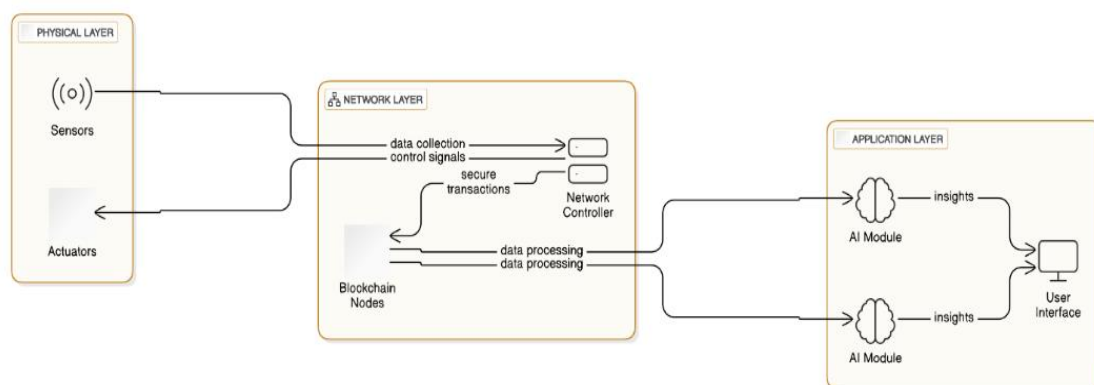 PHYSICAL LAYER
Sensors
Actuators
NETWORK LAYER
data collection
control signals
secure
transactions
Network
Controller
Blockchain
Nodes
data processing
data processing
APPLICATION LAYER
AI Module
insights
AI Module
insights
User
Interface